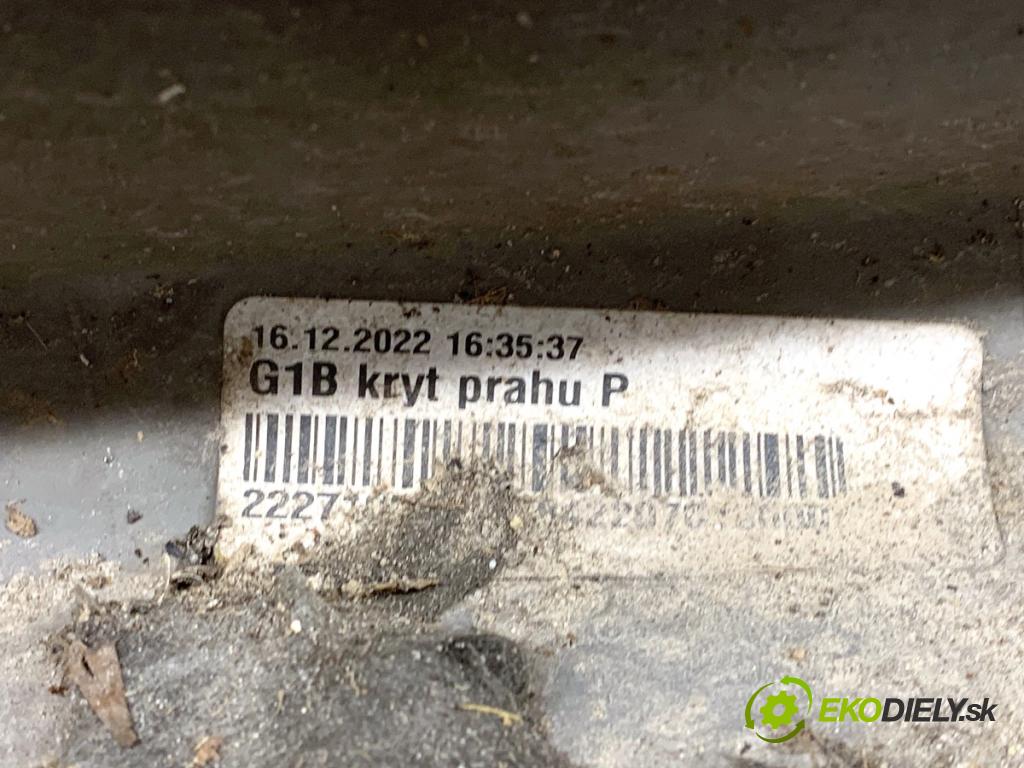 16.12.2022 16:35:37
G1B kryt prahu P
EKODIELY.sk